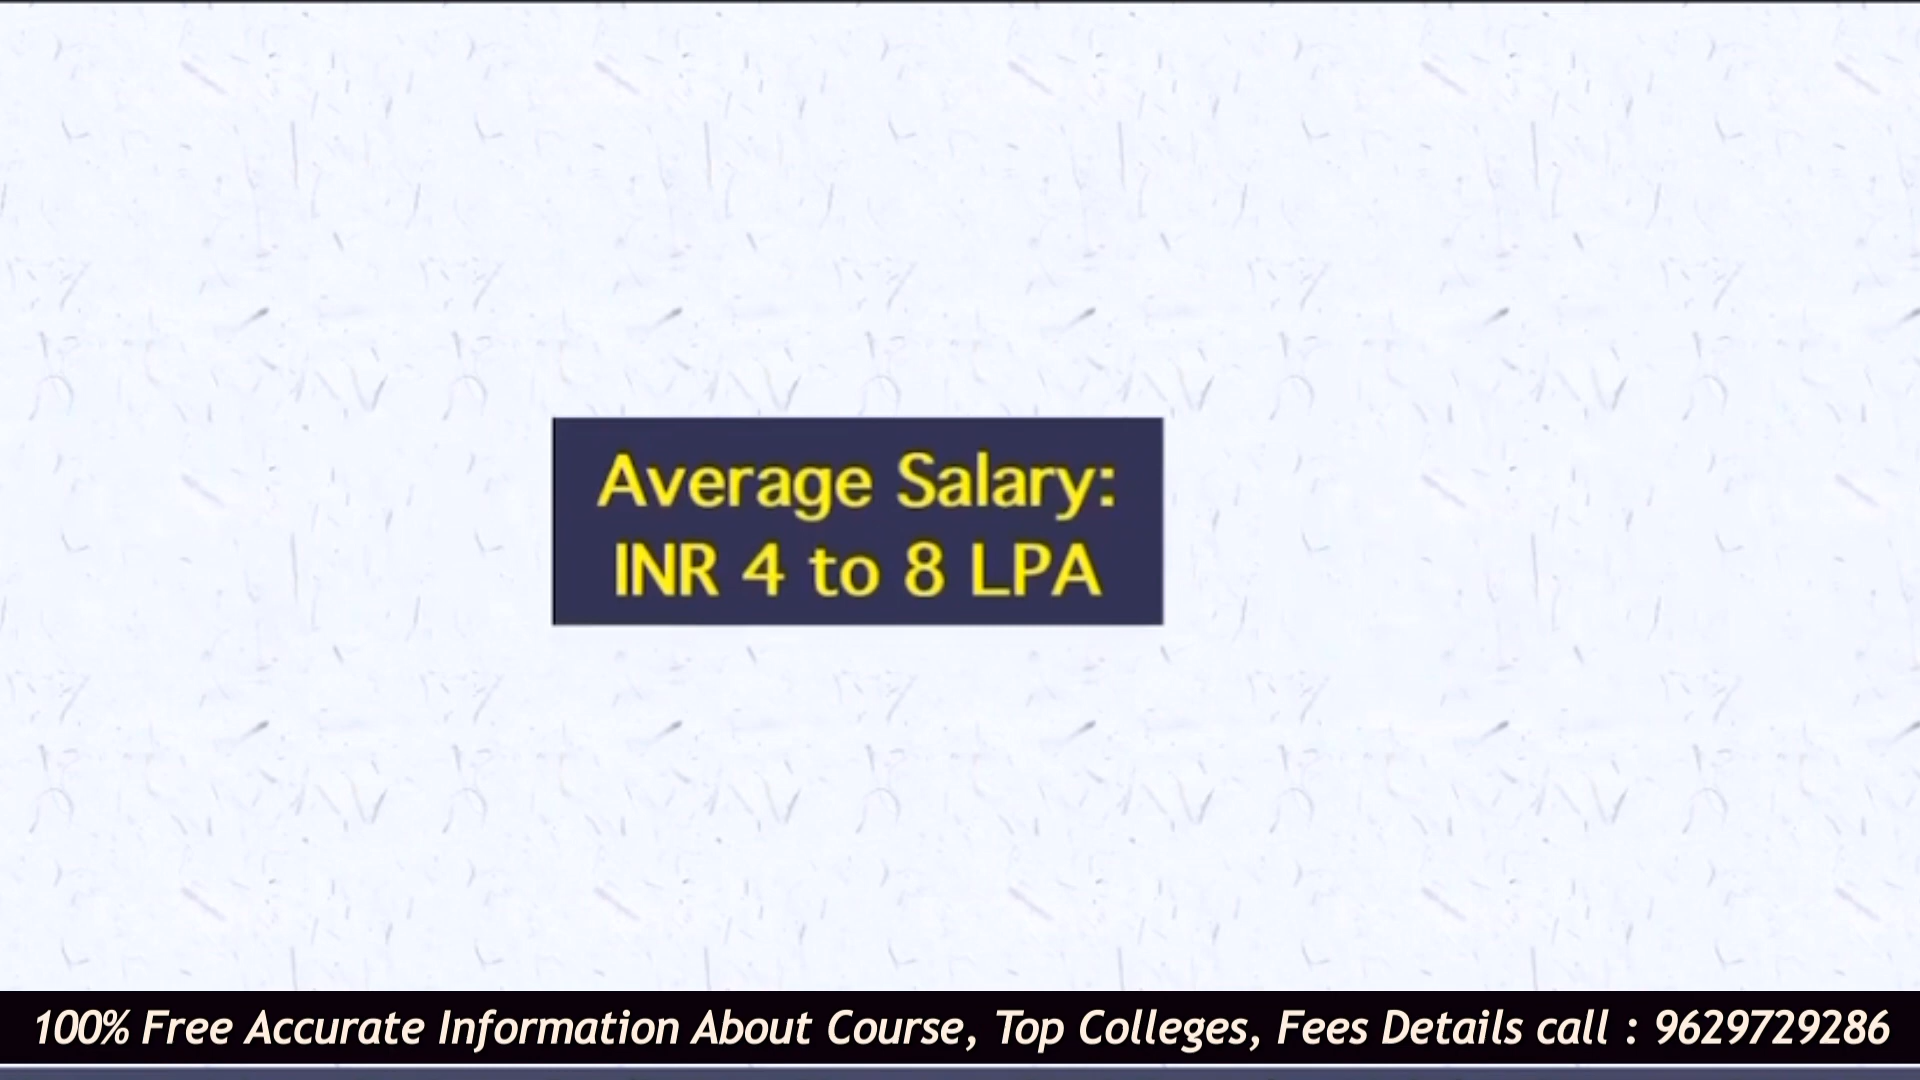 Average Salary:
INR 4 to 8 LPA
100% Free Accurate Information About Course, Top Colleges, Fees Details call : 9629729286